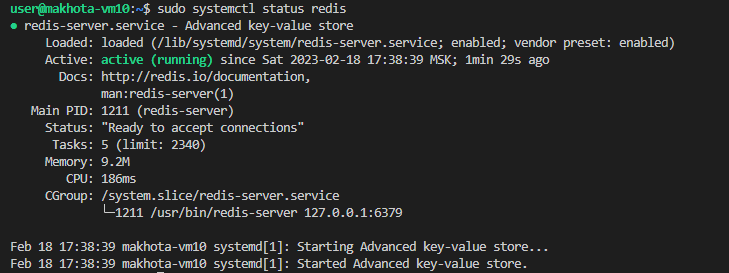 user@makhota-vm10:~$ sudo systemctl status redis
● redis-server.service - Advanced key-value store
Loaded: loaded (/lib/systemd/system/redis-server.service; enabled; vendor preset: enabled)
Active: active (running) since Sat 2023-02-18 17:38:39 MSK; 1min 29s ago
Docs: http://redis.io/documentation,
man:redis-server(1)
Main PID: 1211 (redis-server)
Status: "Ready to accept connections"
Tasks: 5 (limit: 2340)
Memory: 9.2M
CPU: 186ms
CGroup: /system.slice/redis-server.service
└─1211 /usr/bin/redis-server 127.0.0.1:6379
Feb 18 17:38:39 makhota-vm10 systemd[1]: Starting Advanced key-value store...
Feb 18 17:38:39 makhota-vm10 systemd[1]: Started Advanced key-value store.